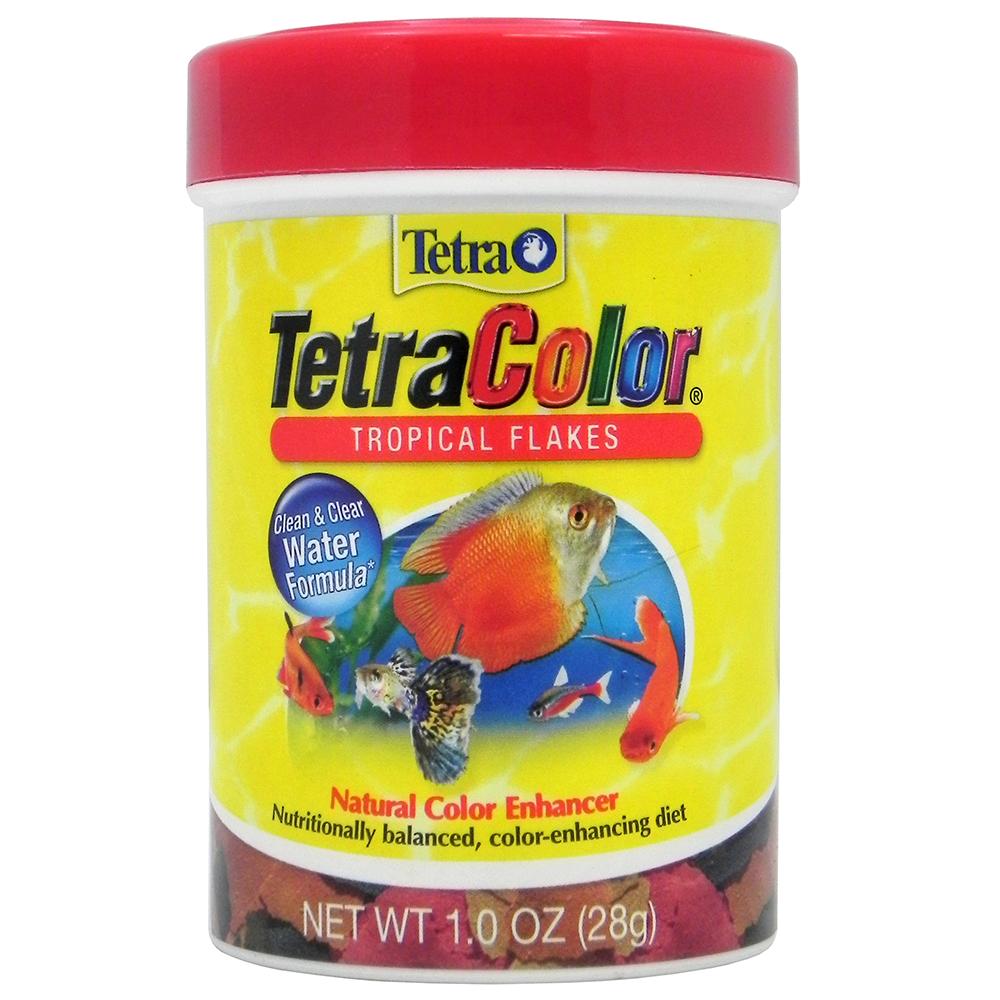 Tetra
TetraColor®
TROPICAL FLAKES
Clean & Clear
Water
Formula*
Natural Color Enhancer
Nutritionally balanced, color-enhancing diet
NET WT 1.0 OZ (28g)